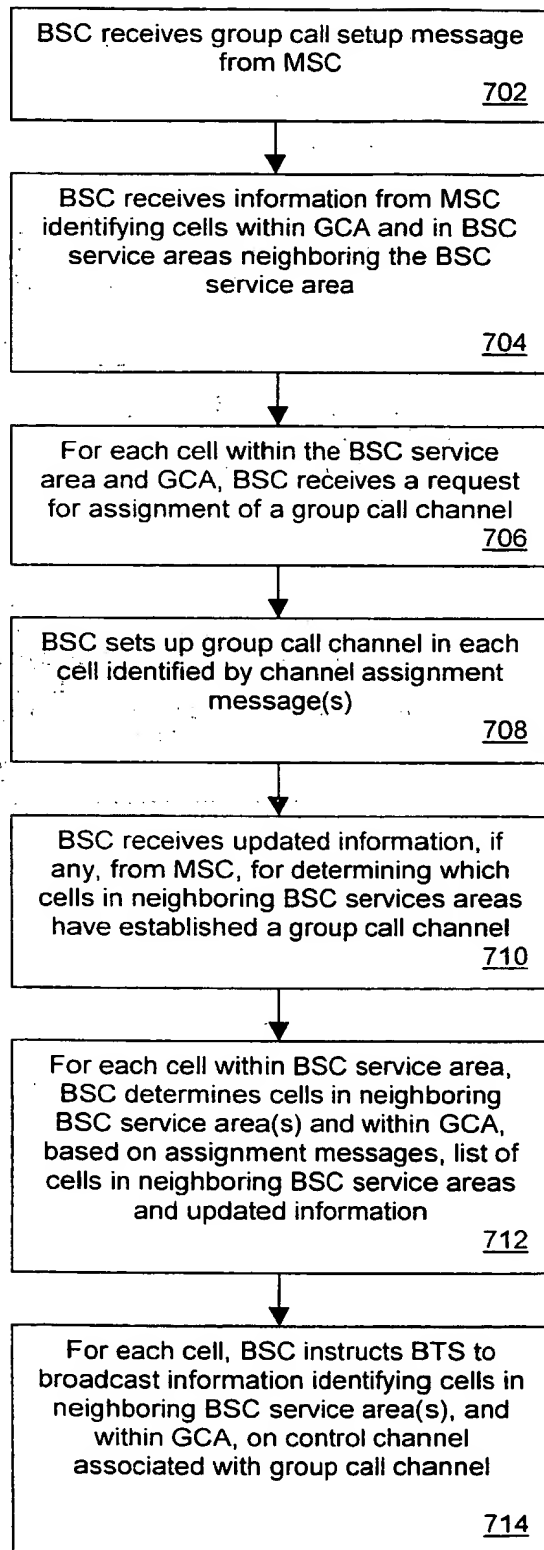 BSC receives group call setup message
from MSC
702
BSC receives information from MSC
identifying cells within GCA and in BSC
service areas neighboring the BSC
service area
704
For each cell within the BSC service
area and GCA, BSC receives a request
for assignment of a group call channel
706
BSC sets up group call channel in each
cell identified by channel assignment
message(s)
708
BSC receives updated information, if
any, from MSC, for determining which
cells in neighboring BSC services areas
have established a group call channel
710
For each cell within BSC service area,
BSC determines cells in neighboring
BSC service area(s) and within GCA,
based on assignment messages, list of
cells in neighboring BSC service areas
and updated information
712
For each cell, BSC instructs BTS to
broadcast information identifying cells in
neighboring BSC service area(s), and
within GCA, on control channel
associated with group call channel
714